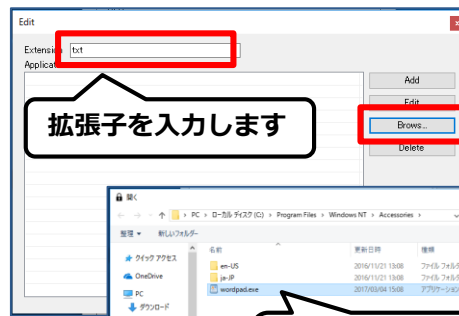 Edit
Extension txt
Applicat
Add
Edit
Brows...
Delete
拡張子を入力します
開く
PC > ローカル ディスク (C:) > Program Files > Windows NT > Accessories >
整理 新しいフォルダー
名前 更新日時 種類
クイック アクセス
en-US 2016/11/21 13:08 ファイル フォルダ
OneDrive
ja-JP 2016/11/21 13:08 ファイル フォルダ
wordpad.exe 2017/03/04 15:08 アプリケーション
PC
ダウンロード